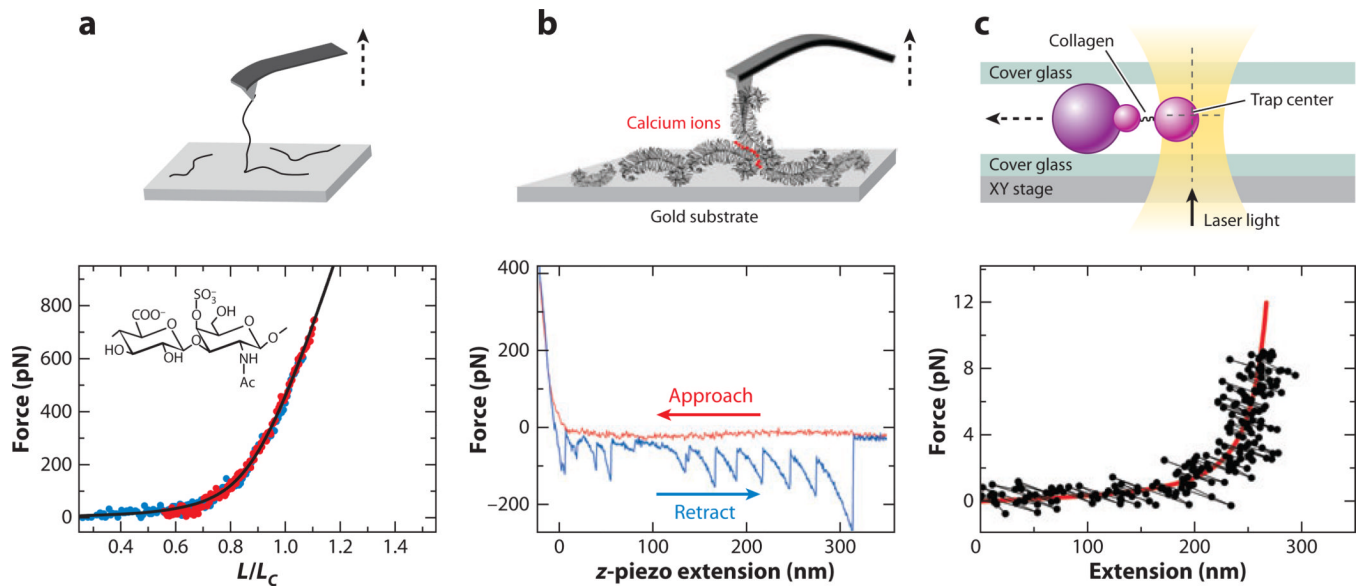 a
b
Calcium ions
Gold substrate
c
Collagen
Cover glass
Trap center
Cover glass
XY stage
Laser light
Force (pN)
800
600
400
200
0
0.4 0.6 0.8 1.0 1.2 1.4
L/LC
SO3−
O
COO−
OH
O
O
O
HO
OH
O
O
NH
Ac
Force (pN)
400
200
0
−200
Approach
Retract
0 100 200 300
z-piezo extension (nm)
Force (pN)
12
8
4
0
0 100 200 300
Extension (nm)